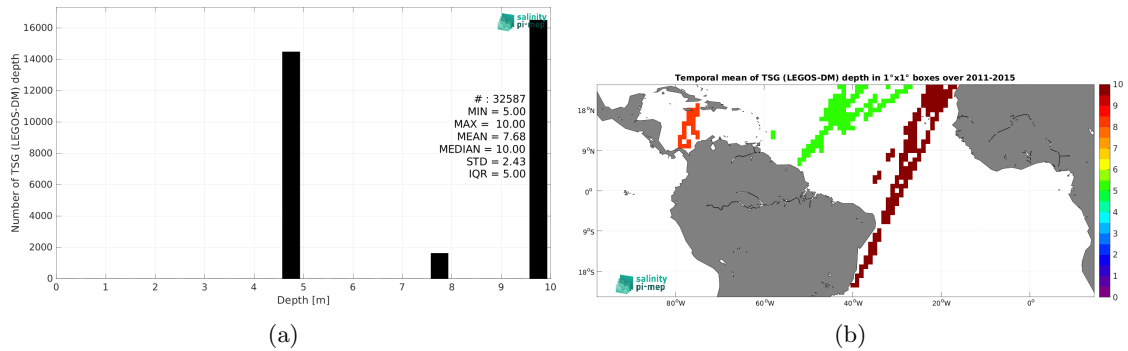 Number of TSG (LEGOS-DM) depth
16000
14000
12000
10000
8000
6000
4000
2000
0
salinity
pi-mep
# : 32587
MIN = 5.00
MAX = 10.00
MEAN = 7.68
MEDIAN = 10.00
STD = 2.43
IQR = 5.00
0 1 2 3 4 5 6 7 8 9 10
Depth [m]
(a)
Temporal mean of TSG (LEGOS-DM) depth in 1°x1° boxes over 2011-2015
18°N
9°N
0°
9°S
18°S
salinity
pi-mep
80°W 60°W 40°W 20°W 0°
10
9
8
7
6
5
4
3
2
1
0
(b)